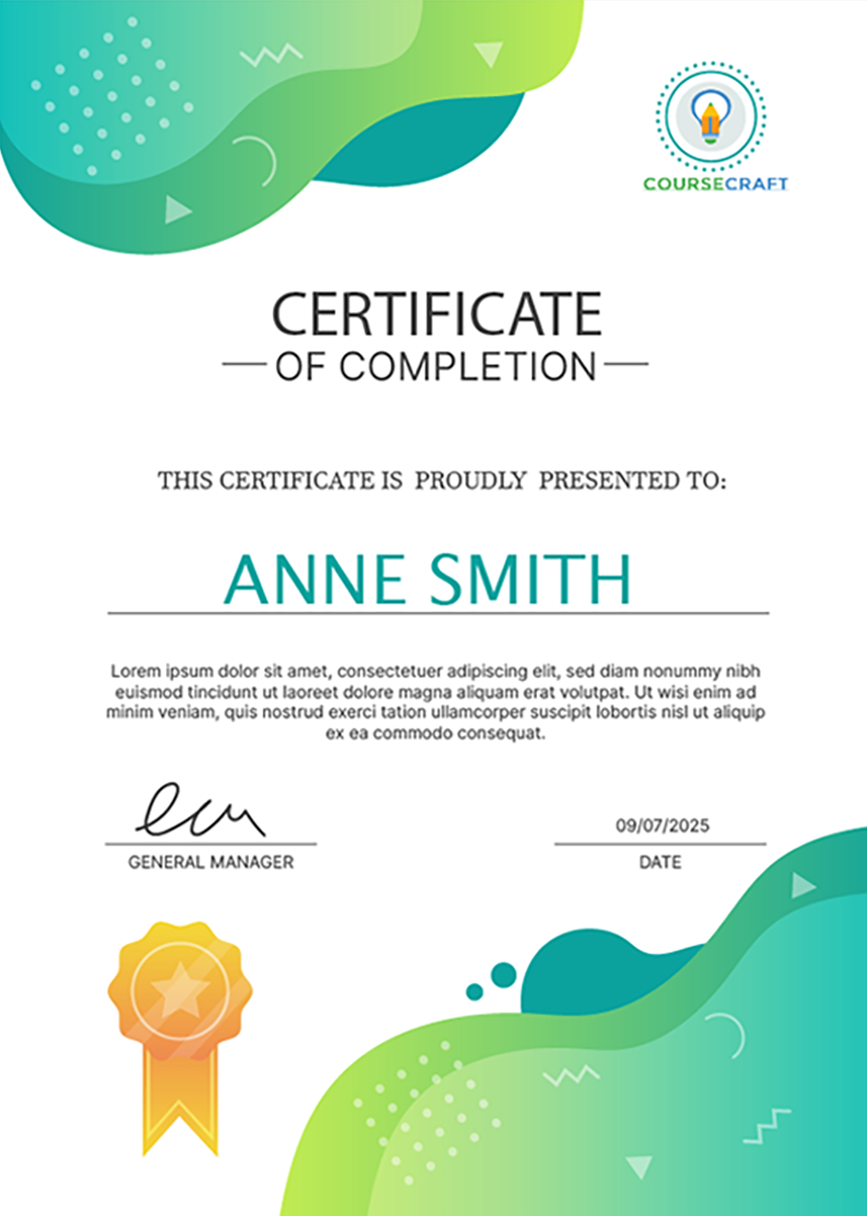 COURSECRAFT
CERTIFICATE
OF COMPLETION
THIS CERTIFICATE IS PROUDLY PRESENTED TO:
ANNE SMITH
Lorem ipsum dolor sit amet, consectetuer adipiscing elit, sed diam nonummy nibh
euismod tincidunt ut laoreet dolore magna aliquam erat volutpat. Ut wisi enim ad
minim veniam, quis nostrud exerci tation ullamcorper suscipit lobortis nisl ut aliquip
ex ea commodo consequat.
09/07/2025
GENERAL MANAGER
DATE